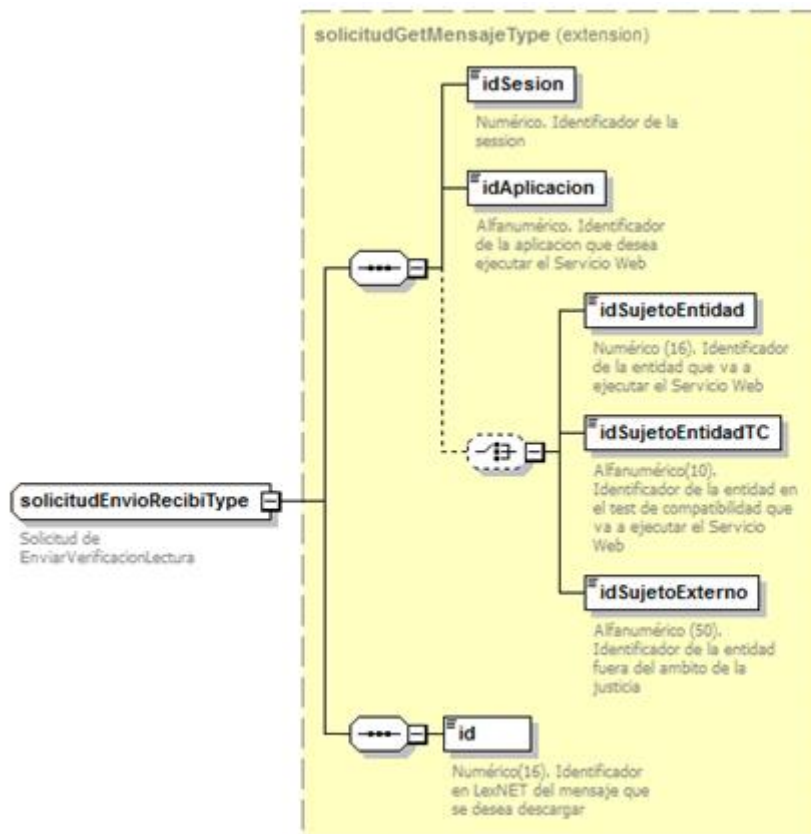 solicitudGetMensajeType (extension)
idSesion
Numérico. Identificador de la
session
idAplicacion
Alfanumérico. Identificador
de la aplicacion que desea
ejecutar el Servicio Web
idSujetoEntidad
Numérico (16). Identificador
de la entidad que va a
ejecutar el Servicio Web
idSujetoEntidadTC
Alfanumérico(10).
Identificador de la entidad en
el test de compatibilidad que
va a ejecutar el Servicio
Web
solicitudEnvioRecibiType
Solicitud de
EnviarVerificacionLectura
idSujetoExterno
Alfanumérico (50).
Identificador de la entidad
fuera del ambito de la
justicia
id
Numérico(16). Identificador
en LexNET del mensaje que
se desea descargar